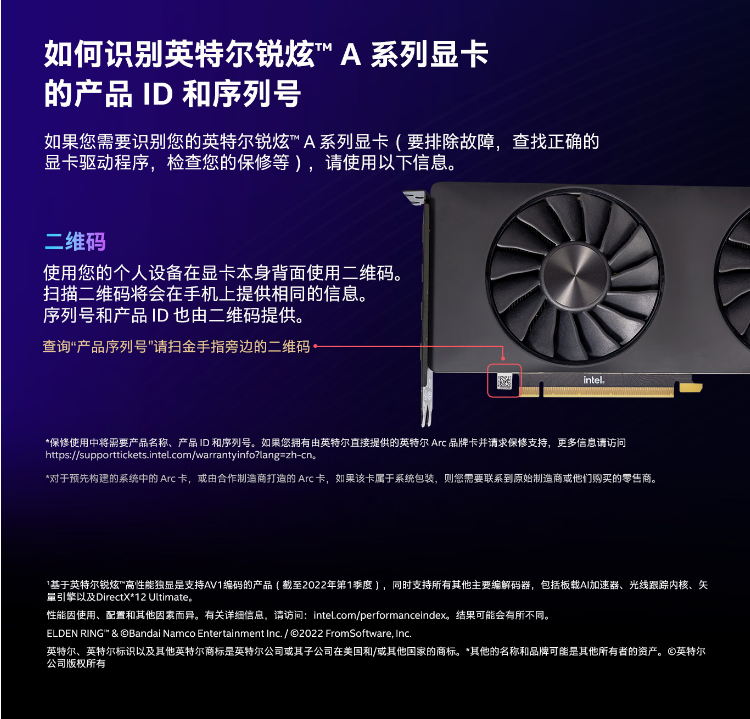 如何识别英特尔锐炫™ A 系列显卡
的产品 ID 和序列号
如果您需要识别您的英特尔锐炫™ A 系列显卡（要排除故障，查找正确的
显卡驱动程序，检查您的保修等），请使用以下信息。
二维码
使用您的个人设备在显卡本身背面使用二维码。
扫描二维码将会在手机上提供相同的信息。
序列号和产品 ID 也由二维码提供。
查询“产品序列号”请扫金手指旁边的二维码
intel.
*保修使用中将需要产品名称、产品 ID 和序列号。如果您拥有由英特尔直接提供的英特尔 Arc 品牌卡并请求保修支持，更多信息请访问
https://supporttickets.intel.com/warrantyinfo?lang=zh-cn。
*对于预先构建的系统中的 Arc 卡，或由合作制造商打造的 Arc 卡，如果该卡属于系统包装，则您需要联系到原始制造商或他们购买的零售商。
¹基于英特尔锐炫™高性能独显是支持AV1编码的产品（截至2022年第1季度），同时支持所有其他主要编解码器，包括板载AI加速器、光线跟踪内核、矢
量引擎以及DirectX*12 Ultimate。
性能因使用、配置和其他因素而异。有关详细信息，请访问：intel.com/performanceindex。结果可能会有所不同。
ELDEN RING™ & ©Bandai Namco Entertainment Inc. / ©2022 FromSoftware, Inc.
英特尔、英特尔标识以及其他英特尔商标是英特尔公司或其子公司在美国和/或其他国家的商标。*其他的名称和品牌可能是其他所有者的资产。©英特尔
公司版权所有